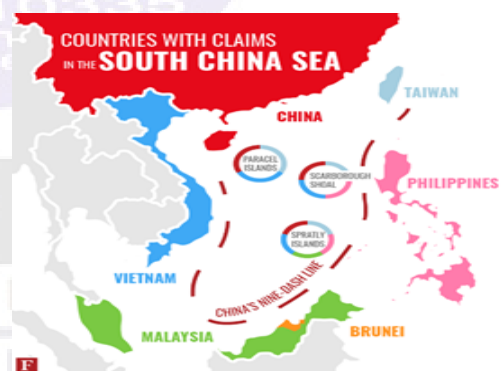 COUNTRIES WITH CLAIMS
IN THE SOUTH CHINA SEA
TAIWAN
CHINA
PARACEL
ISLANDS
SCARBOROUGH
SHOAL
PHILIPPINES
SPRATLY
ISLANDS
VIETNAM
CHINA'S NINE-DASH LINE
MALAYSIA
BRUNEI
F